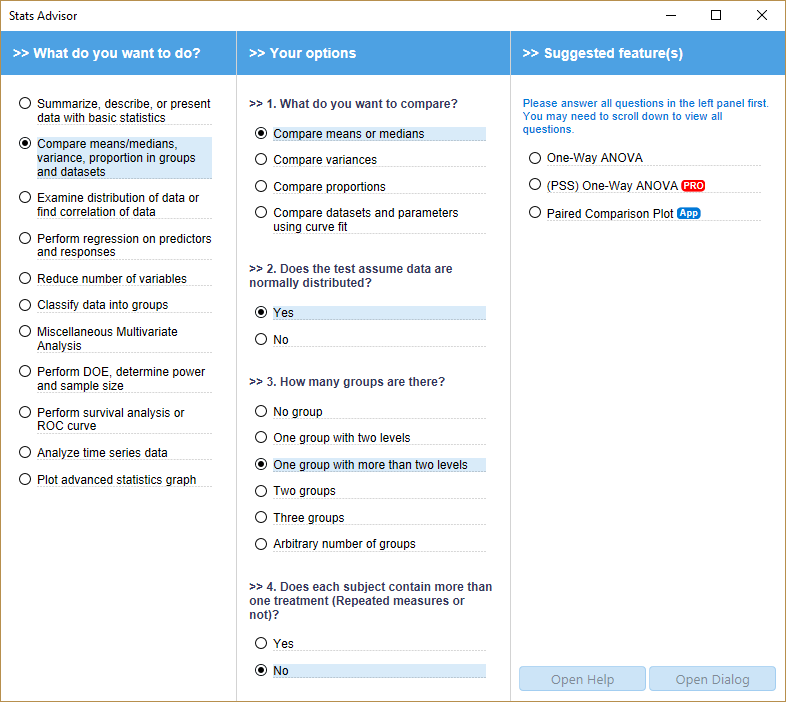 Stats Advisor
>> What do you want to do?
Summarize, describe, or present
data with basic statistics
Compare means/medians,
variance, proportion in groups
and datasets
Examine distribution of data or
find correlation of data
Perform regression on predictors
and responses
Reduce number of variables
Classify data into groups
Miscellaneous Multivariate
Analysis
Perform DOE, determine power
and sample size
Perform survival analysis or
ROC curve
Analyze time series data
Plot advanced statistics graph
>> Your options
>> 1. What do you want to compare?
Compare means or medians
Compare variances
Compare proportions
Compare datasets and parameters
using curve fit
>> 2. Does the test assume data are
normally distributed?
Yes
No
>> 3. How many groups are there?
No group
One group with two levels
One group with more than two levels
Two groups
Three groups
Arbitrary number of groups
>> 4. Does each subject contain more than
one treatment (Repeated measures or
not)?
Yes
No
>> Suggested feature(s)
Please answer all questions in the left panel first.
You may need to scroll down to view all
questions.
One-Way ANOVA
(PSS) One-Way ANOVA PRO
Paired Comparison Plot App
Open Help
Open Dialog